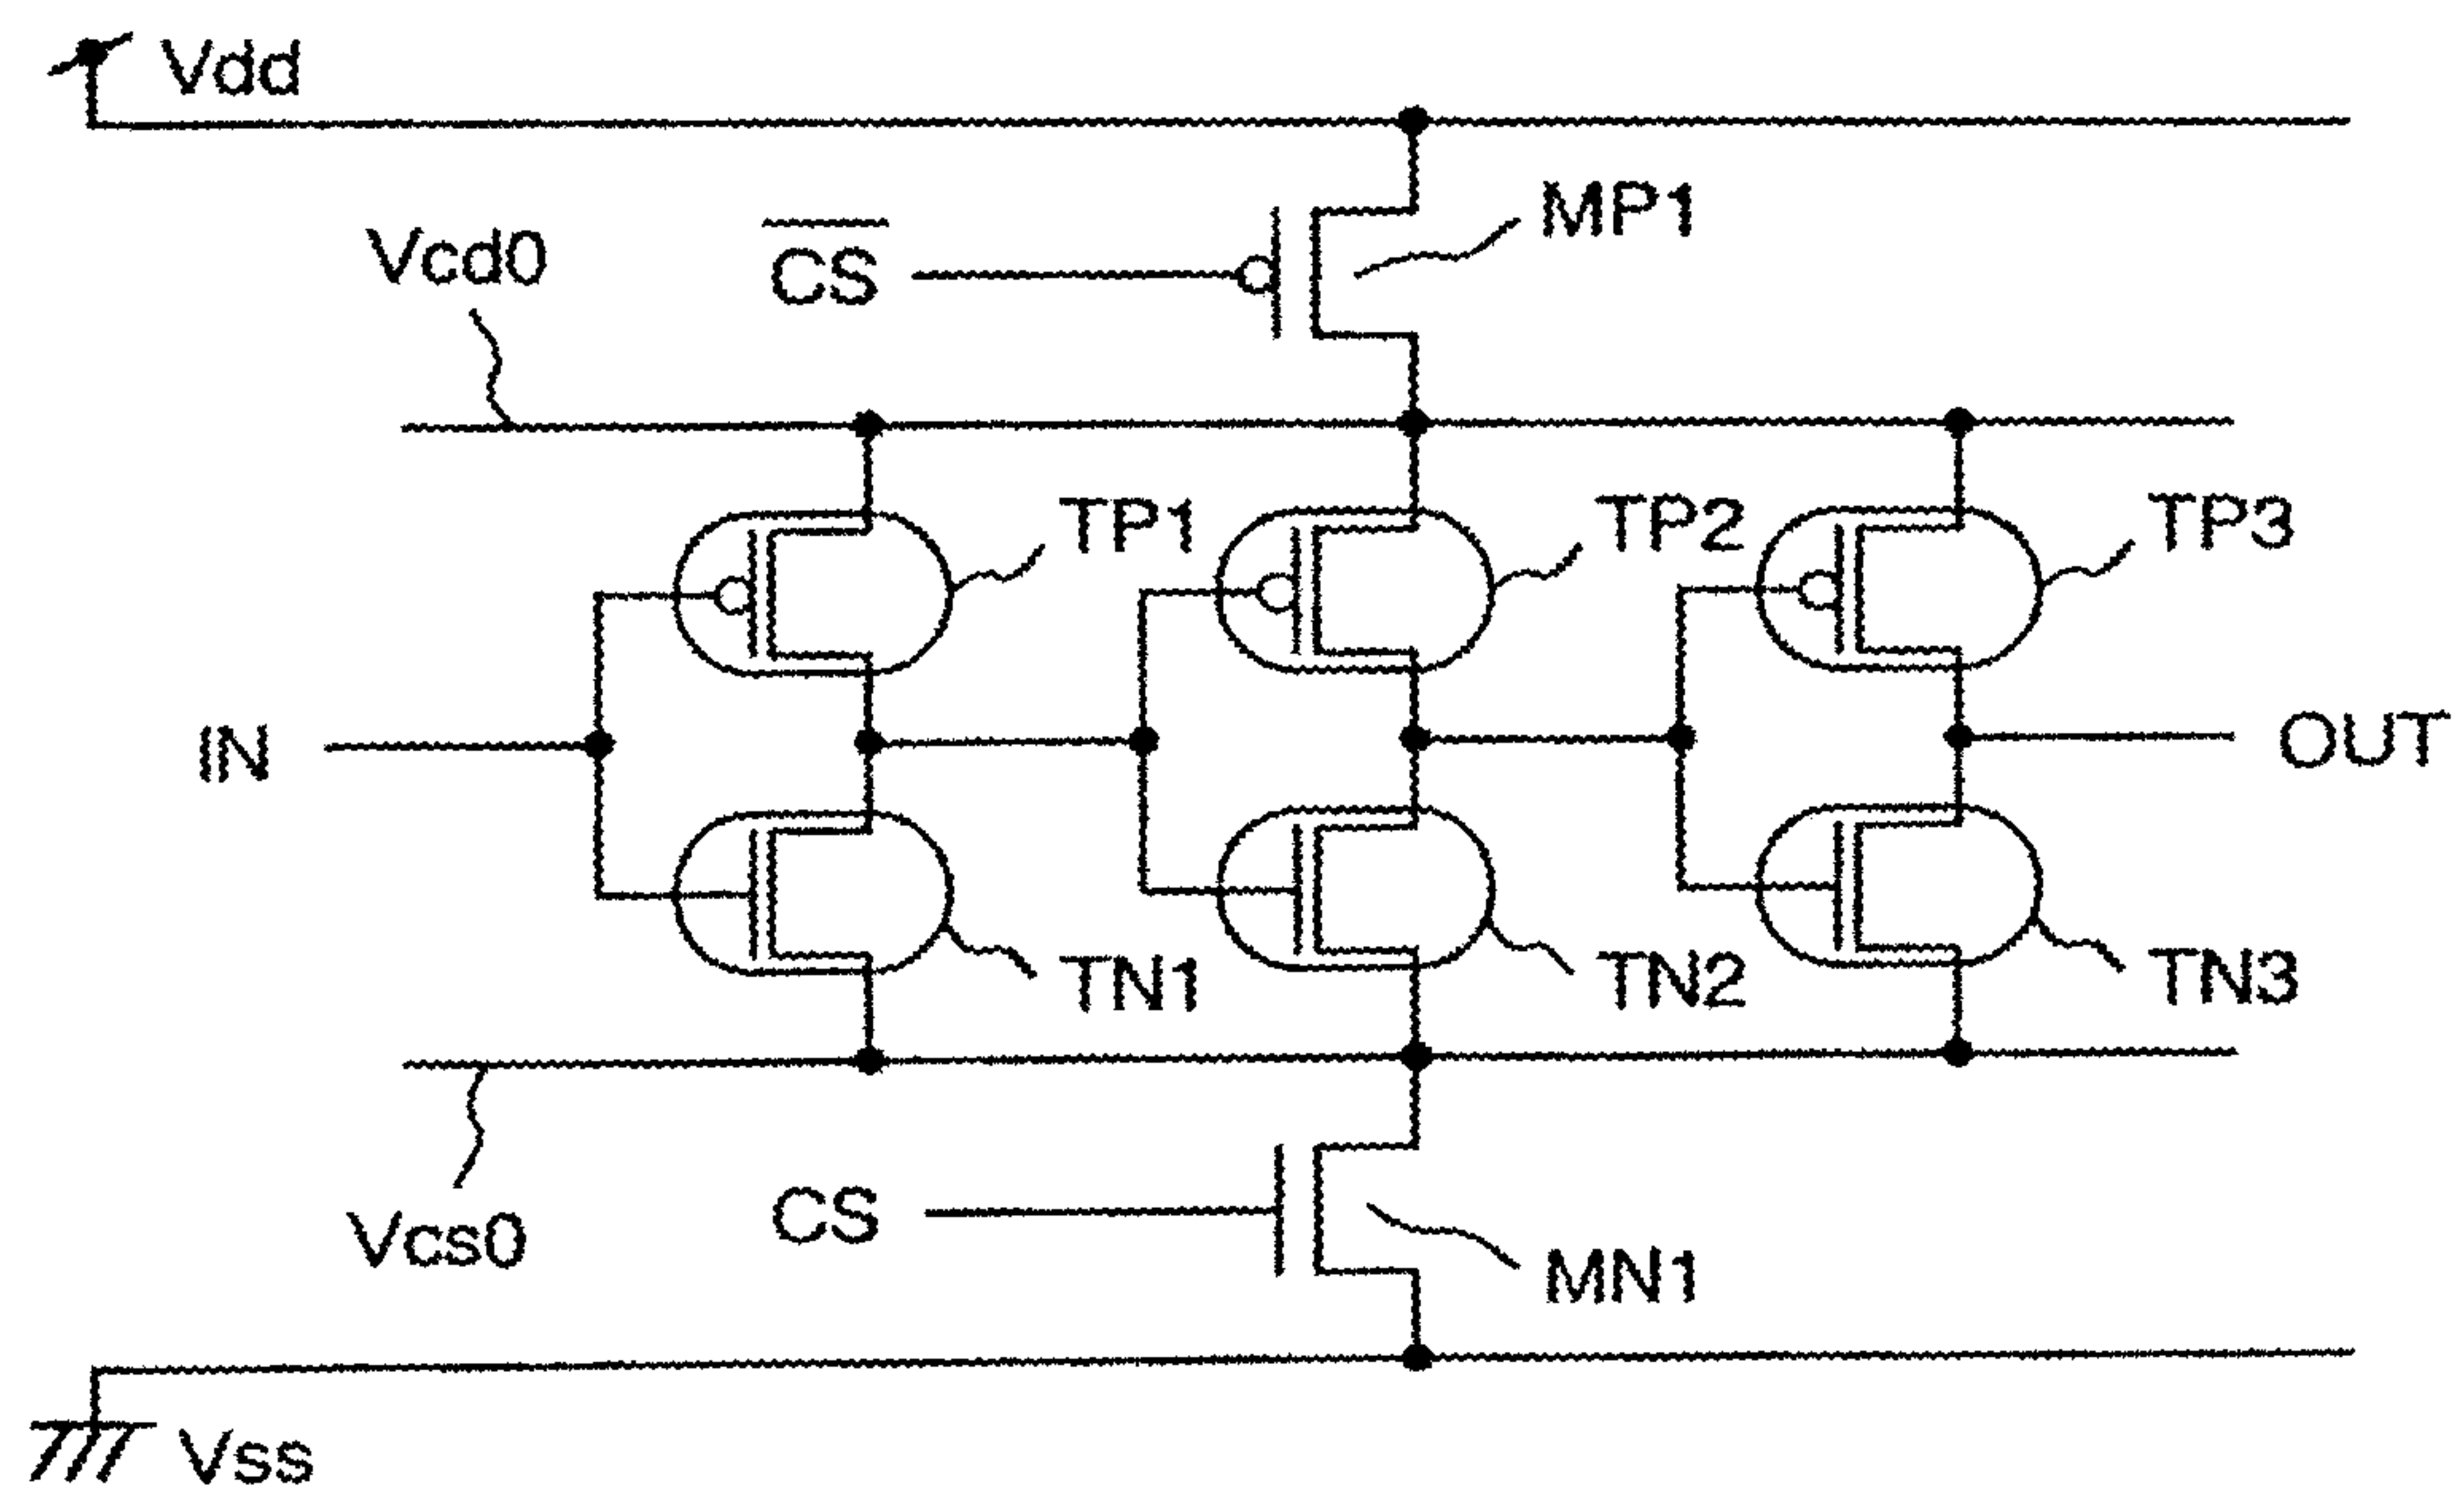 Vdd
MP1
Vcd0
CS
TP1
TP2
TP3
IN
OUT
TN1
TN2
TN3
Vcs0
CS
MN1
Vss